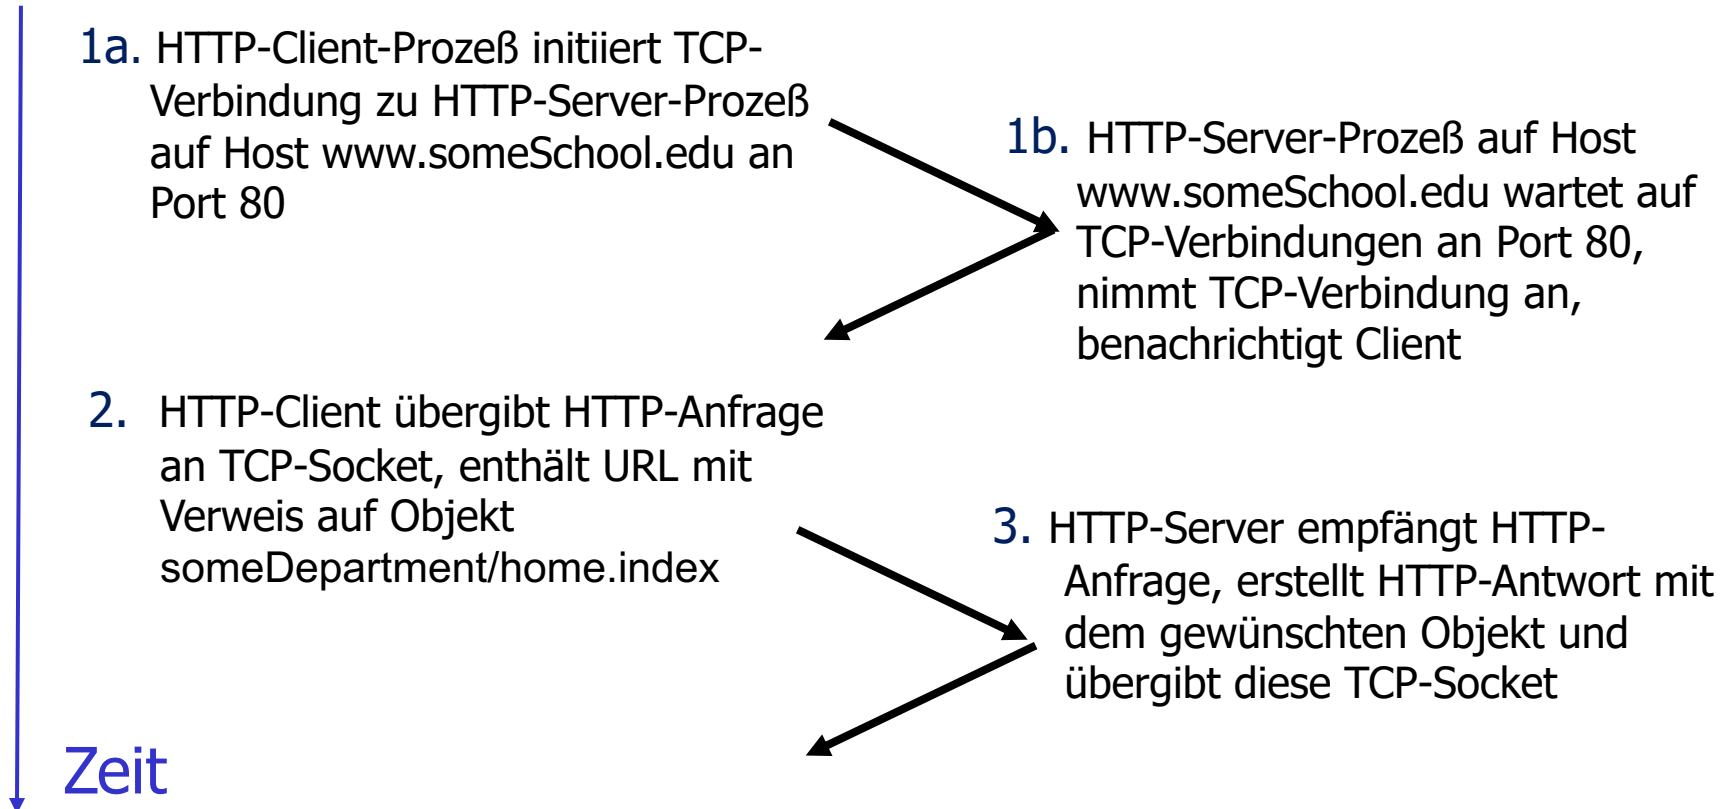 1a. HTTP-Client-Prozeß initiiert TCP-
Verbindung zu HTTP-Server-Prozeß
auf Host www.someSchool.edu an
Port 80
1b. HTTP-Server-Prozeß auf Host
www.someSchool.edu wartet auf
TCP-Verbindungen an Port 80,
nimmt TCP-Verbindung an,
benachrichtigt Client
2. HTTP-Client übergibt HTTP-Anfrage
an TCP-Socket, enthält URL mit
Verweis auf Objekt
someDepartment/home.index
3. HTTP-Server empfängt HTTP-
Anfrage, erstellt HTTP-Antwort mit
dem gewünschten Objekt und
übergibt diese TCP-Socket
Zeit